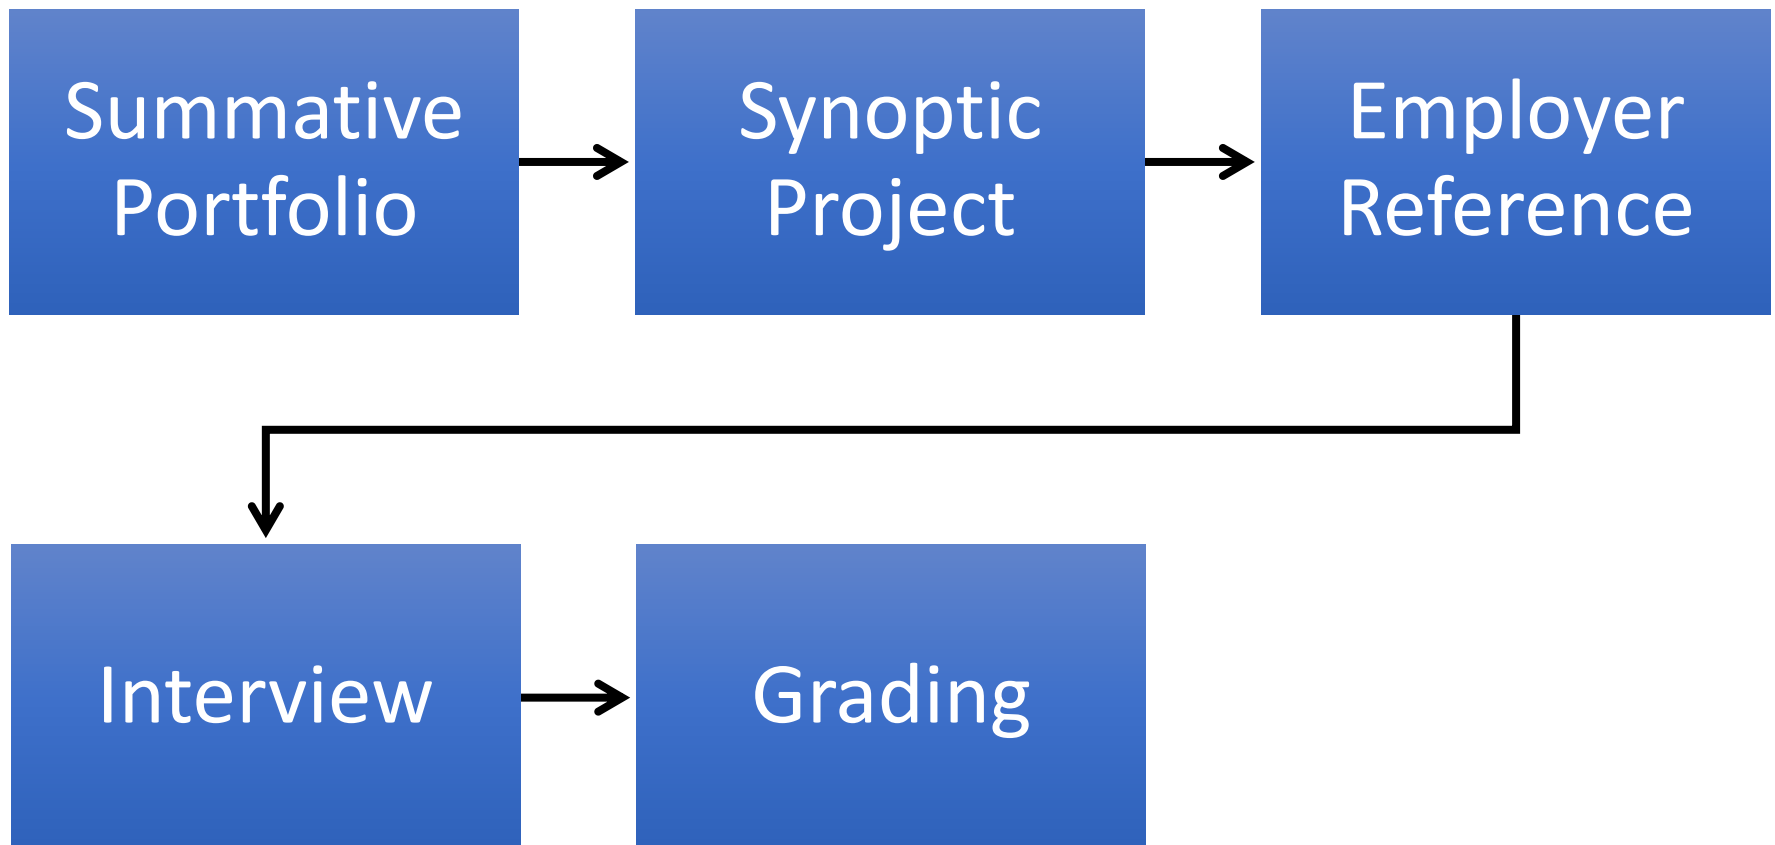 Summative
Portfolio
Synoptic
Project
Employer
Reference
Interview
Grading